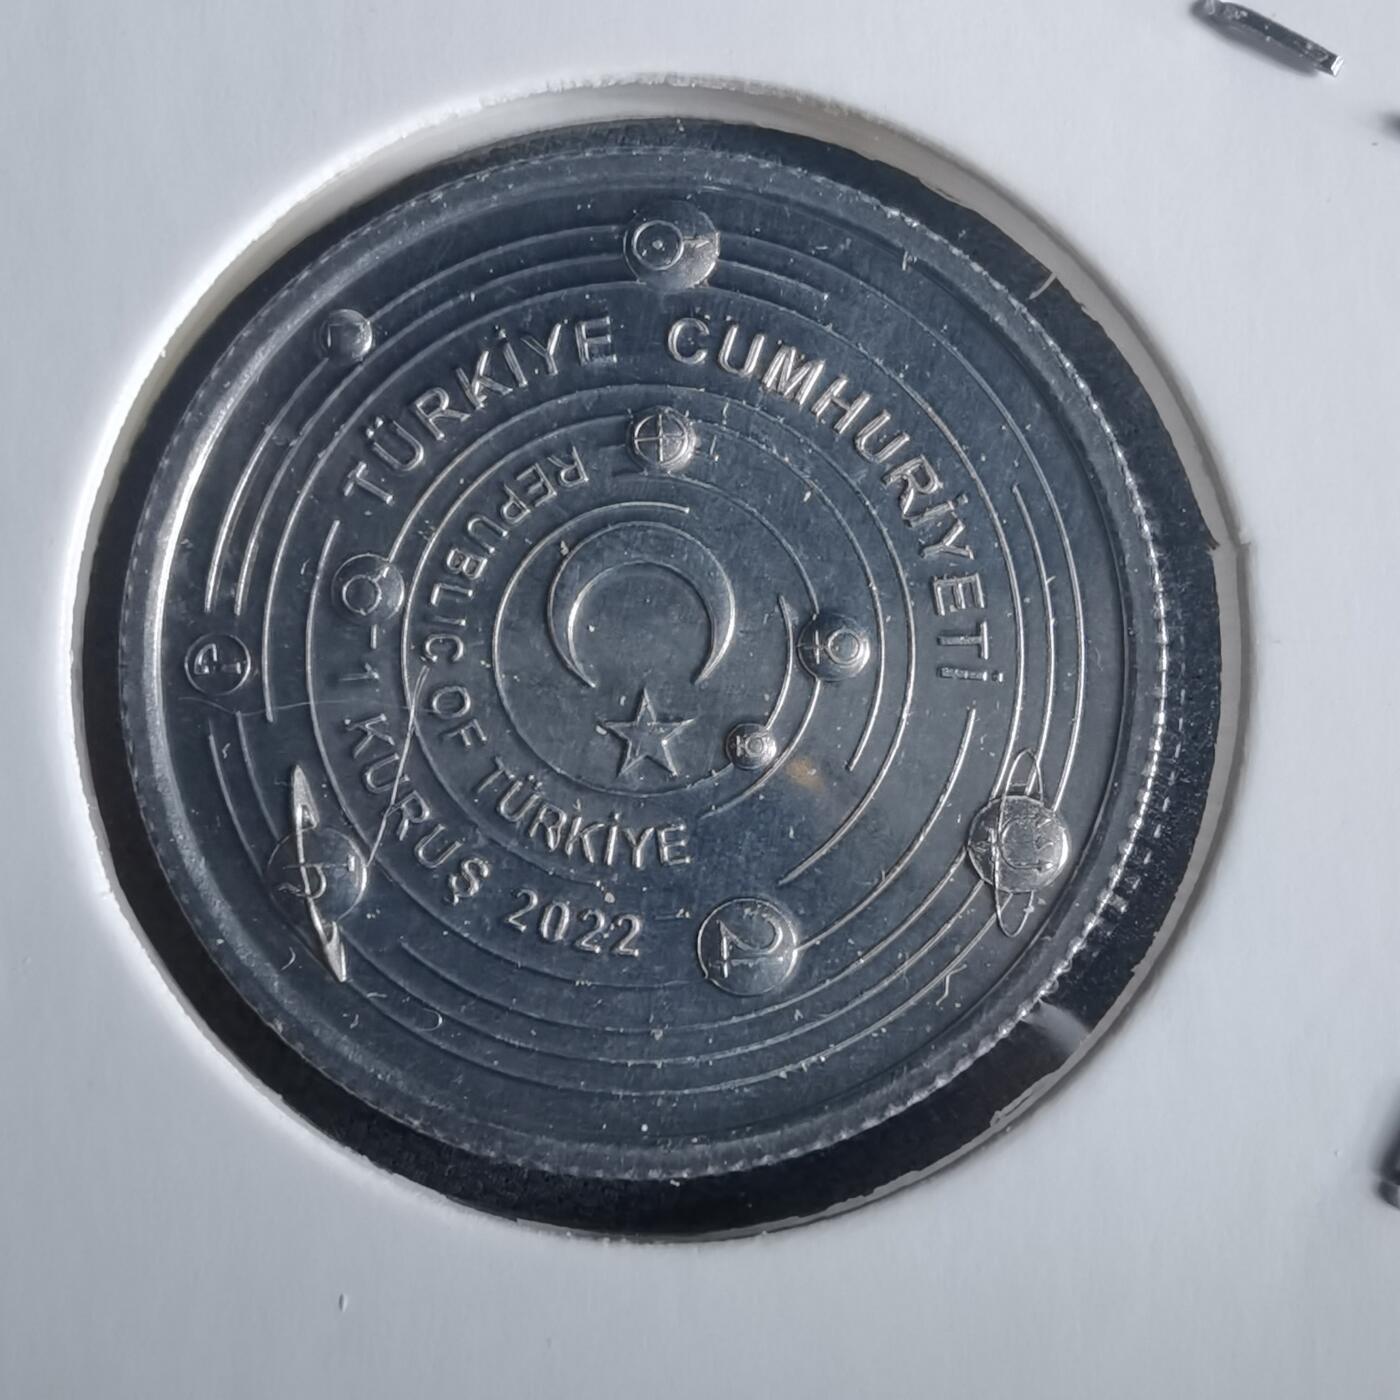 TÜRKİYE CUMHURİYETİ
REPUBLIC OF TÜRKİYE
1 KURUŞ 2022